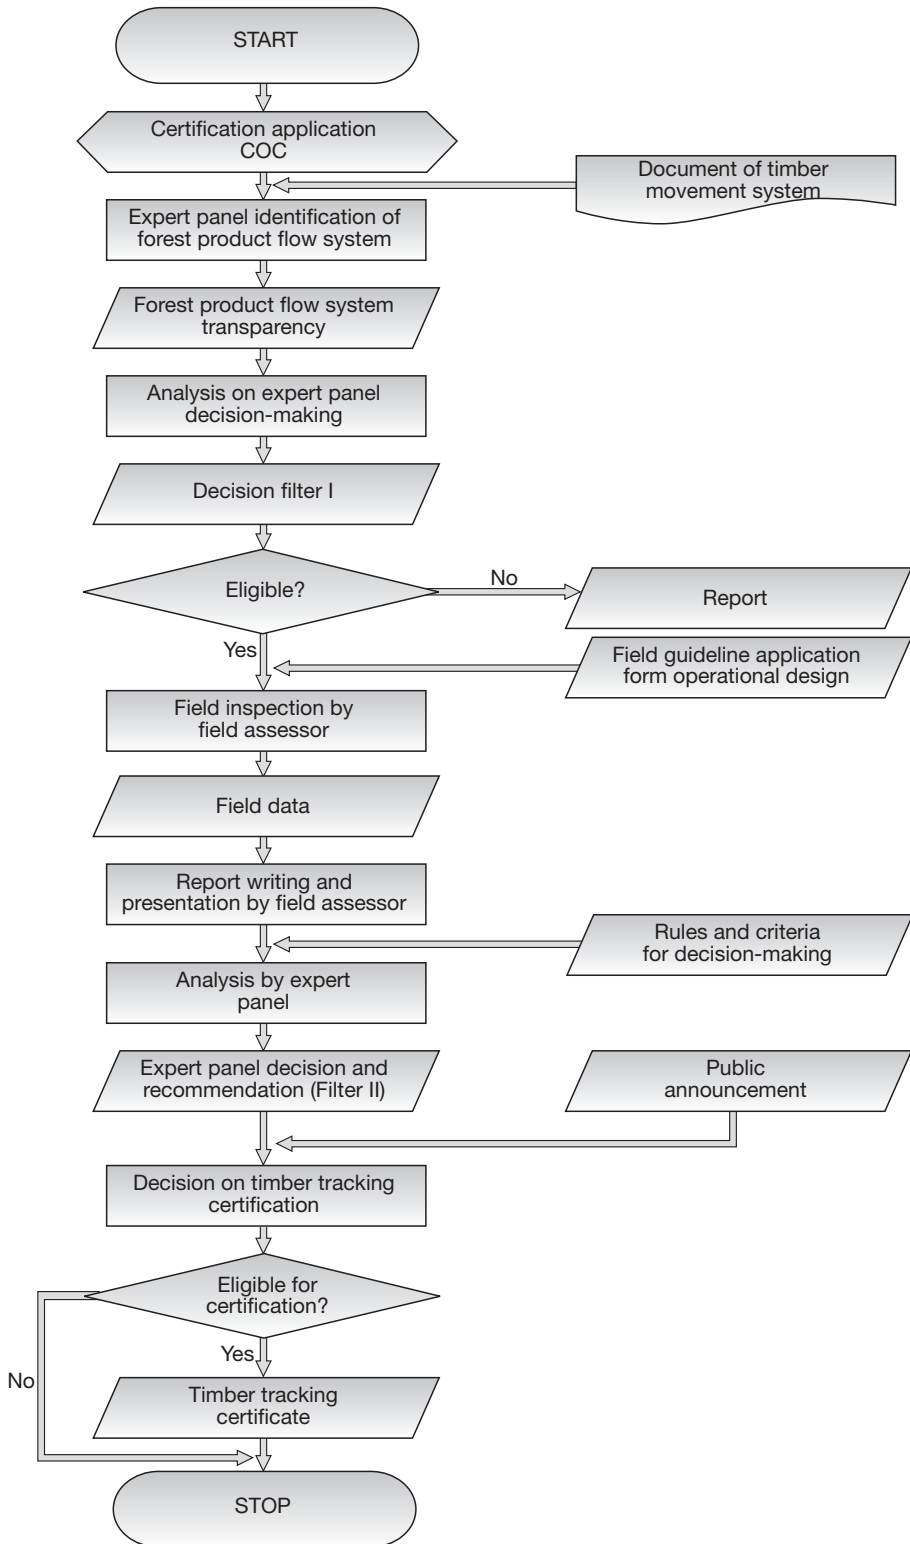 START
Certification application
COC
Document of timber
movement system
Expert panel identification of
forest product flow system
Forest product flow system
transparency
Analysis on expert panel
decision-making
Decision filter I
Eligible?
No
Report
Yes
Field guideline application
form operational design
Field inspection by
field assessor
Field data
Report writing and
presentation by field assessor
Rules and criteria
for decision-making
Analysis by expert
panel
Expert panel decision and
recommendation (Filter II)
Public
announcement
Decision on timber tracking
certification
Eligible for
certification?
Yes
No
Timber tracking
certificate
STOP